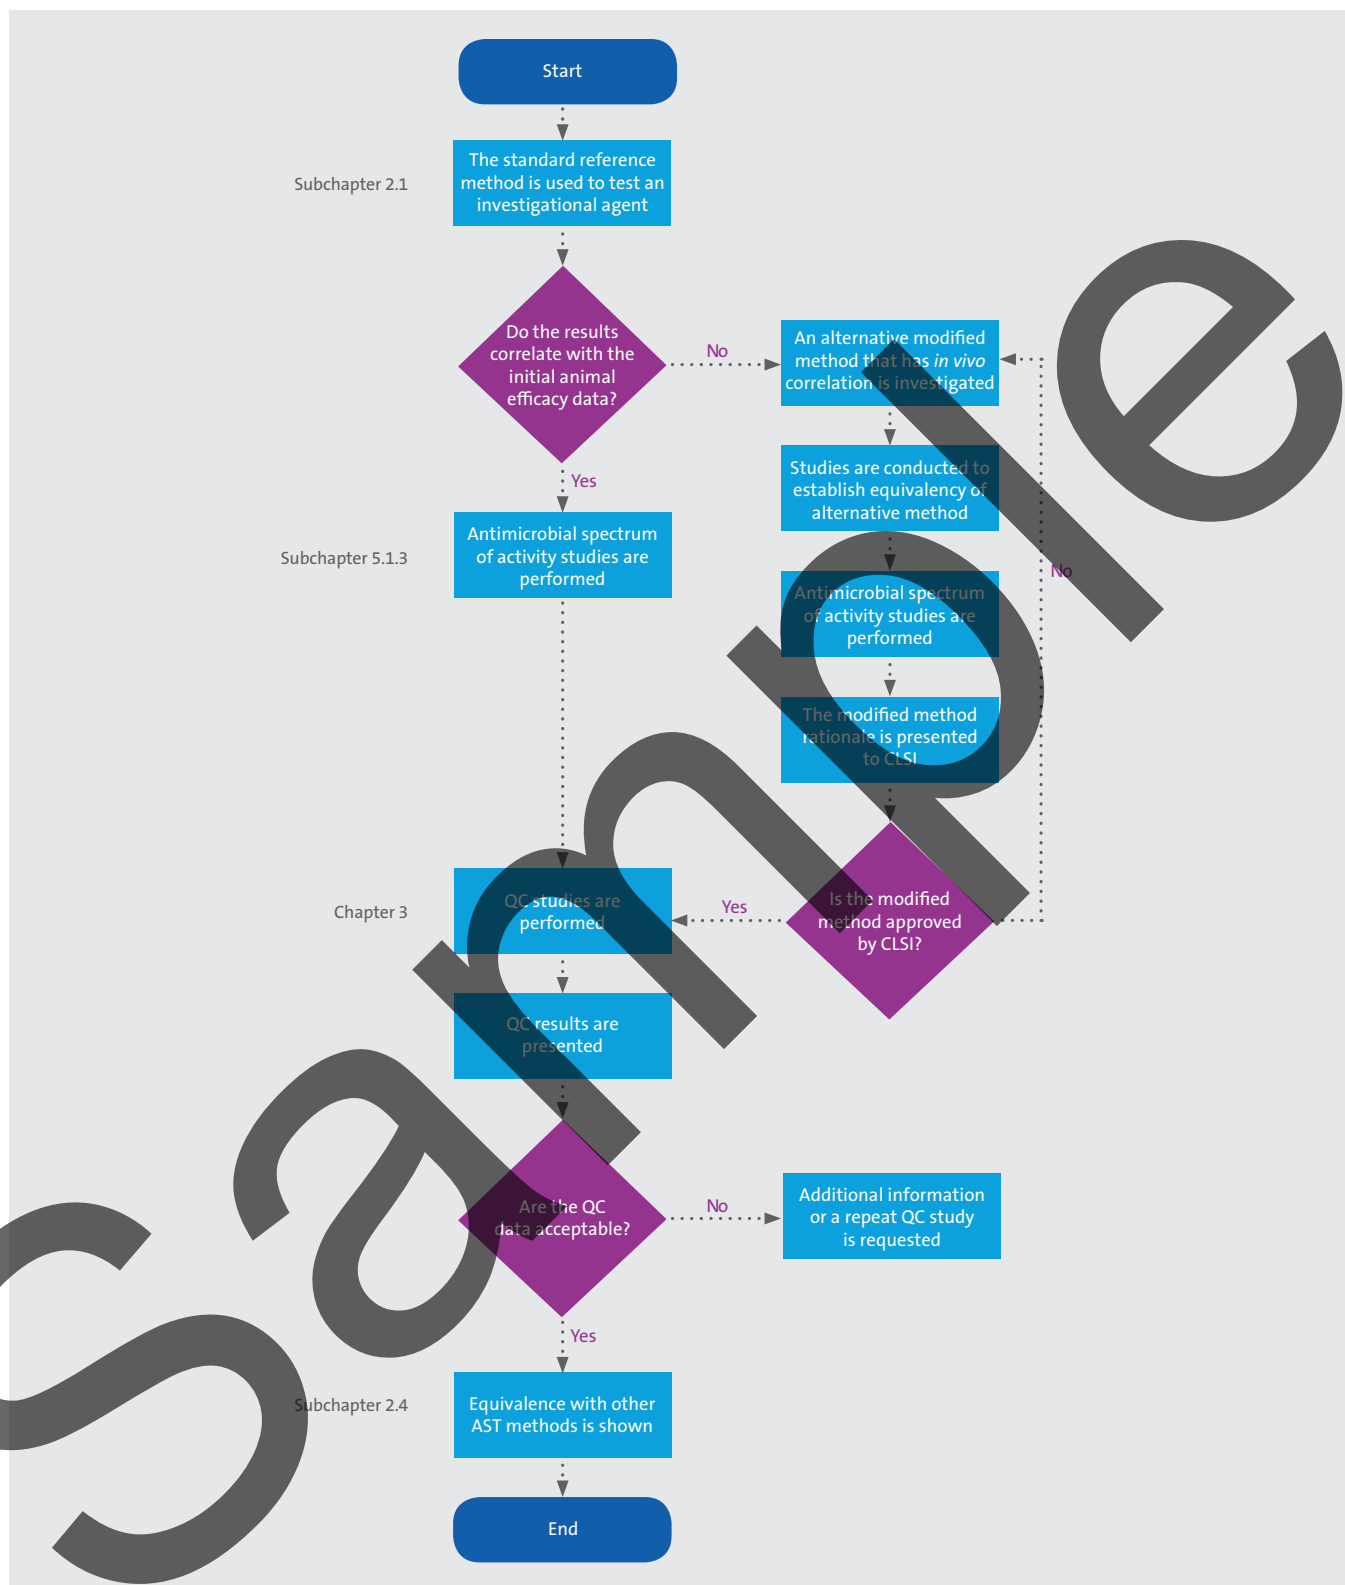 Start
Subchapter 2.1
The standard reference
method is used to test an
investigational agent
Do the results
correlate with the
initial animal
efficacy data?
No
An alternative modified
method that has in vivo
correlation is investigated
Yes
Studies are conducted to
establish equivalency of
alternative method
Subchapter 5.1.3
Antimicrobial spectrum
of activity studies are
performed
Antimicrobial spectrum
of activity studies are
performed
No
The modified method
rationale is presented
to CLSI
Chapter 3
QC studies are
performed
Yes
Is the modified
method approved
by CLSI?
QC results are
presented
Are the QC
data acceptable?
No
Additional information
or a repeat QC study
is requested
Yes
Subchapter 2.4
Equivalence with other
AST methods is shown
End
Sample